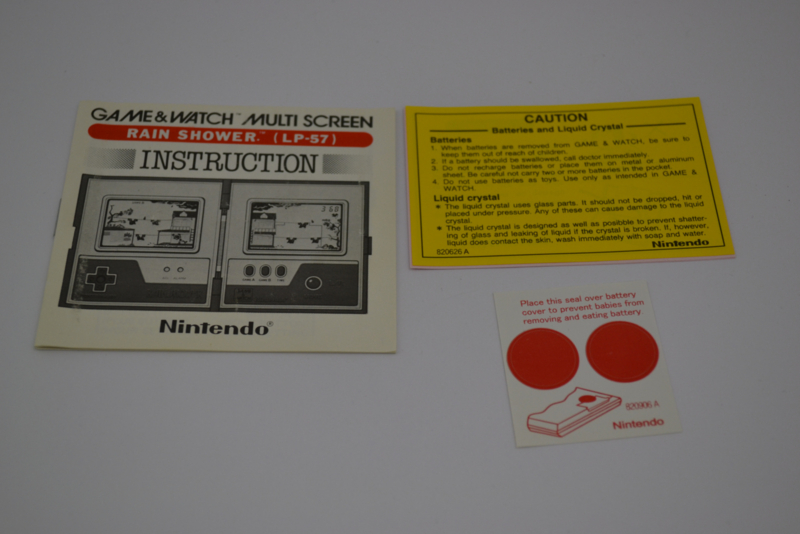 GAME & WATCH™ MULTI SCREEN
RAIN SHOWER™ (LP-57)
INSTRUCTION
Nintendo®
CAUTION
Batteries and Liquid Crystal
Batteries
1. When batteries are removed from GAME & WATCH, be sure to
keep them out of reach of children.
2. If a battery should be swallowed, call doctor immediately.
3. Do not recharge batteries or place them on metal or aluminum
sheet. Be careful not carry two or more batteries in the pocket.
4. Do not use batteries as toys. Use only as intended in GAME &
WATCH.
Liquid crystal
★ The liquid crystal uses glass parts. It should not be dropped, hit or
placed under pressure. Any of these can cause damage to the liquid
crystal.
★ The liquid crystal is designed as well as poibble to prevent shatter-
ing of glass and leaking of liquid if the crystal is broken. If, however,
liquid does contact the skin, wash immediately with soap and water.
820626 A
Nintendo
Place this seal over battery
cover to prevent babies from
removing and eating battery
820906 A
Nintendo